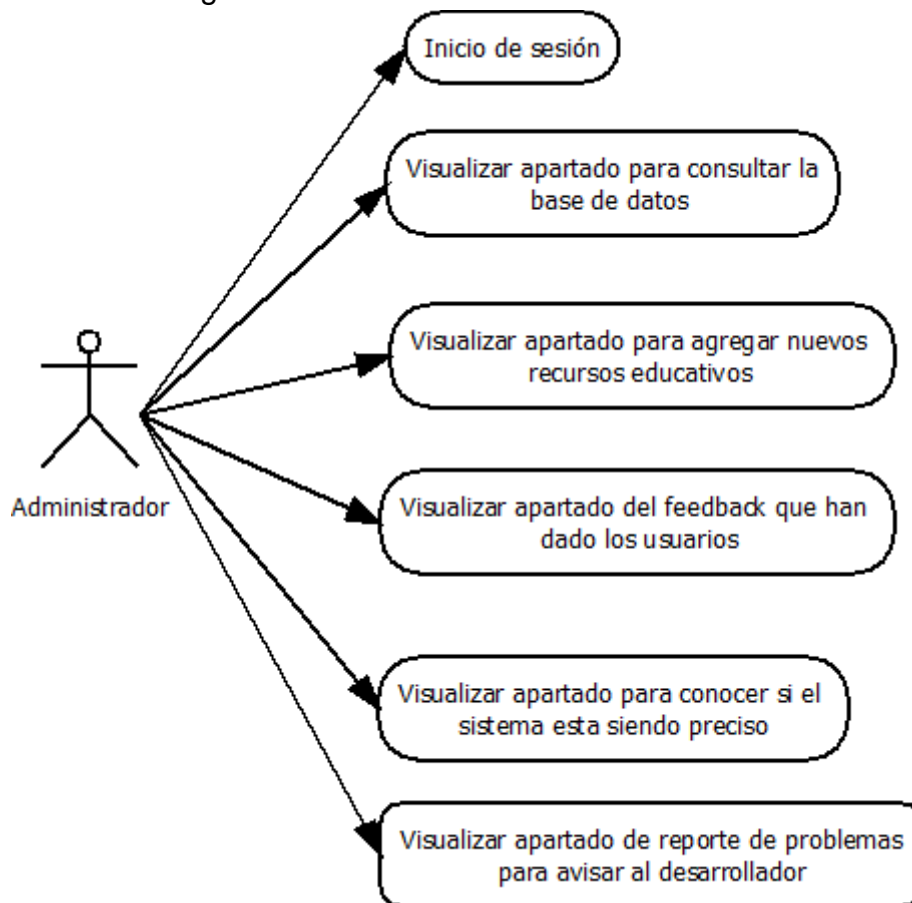 Inicio de sesión
Visualizar apartado para consultar la
base de datos
Visualizar apartado para agregar nuevos
recursos educativos
Administrador
Visualizar apartado del feedback que han
dado los usuarios
Visualizar apartado para conocer si el
sistema esta siendo preciso
Visualizar apartado de reporte de problemas
para avisar al desarrollador